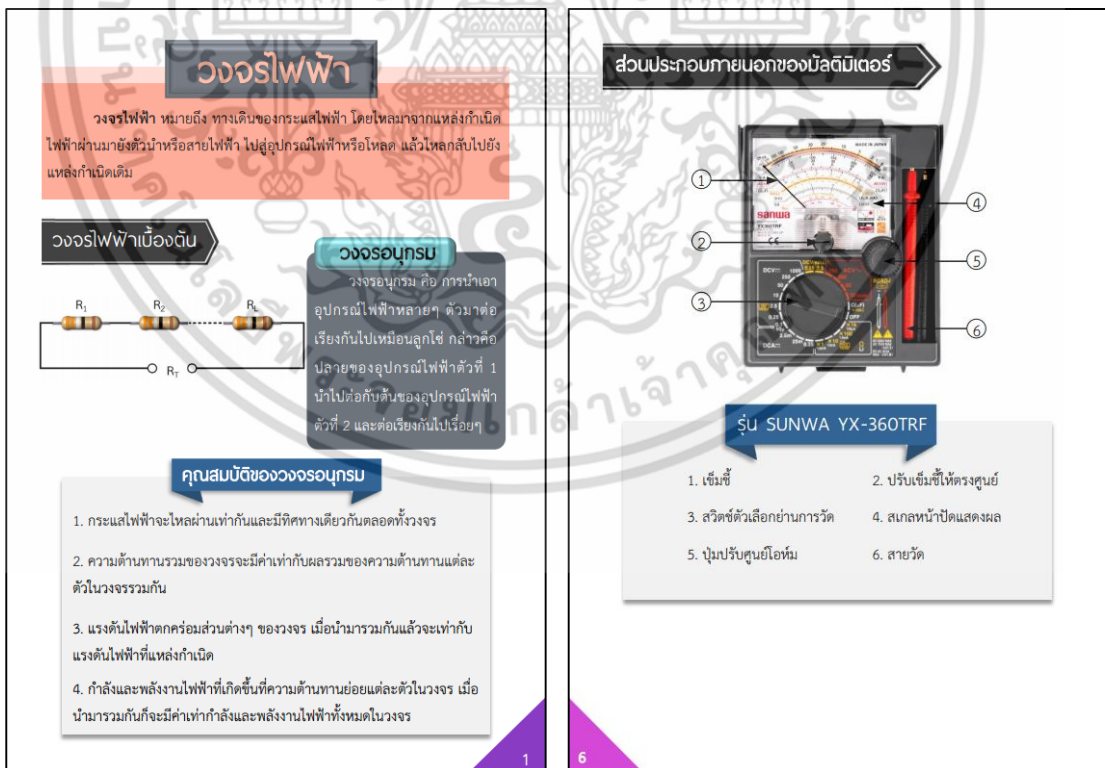 วงจรไฟฟ้า
วงจรไฟฟ้า หมายถึง ทางเดินของกระแสไฟฟ้า โดยไหลมาจากแหล่งกำเนิด
ไฟฟ้าผ่านมายังตัวนำหรือสายไฟฟ้า ไปสู่อุปกรณ์ไฟฟ้าหรือโหลด แล้วไหลกลับไปยัง
แหล่งกำเนิดเดิม
วงจรไฟฟ้าเบื้องต้น
R1 R2 RL
RT
วงจรอนุกรม
วงจรอนุกรม คือ การนำเอา
อุปกรณ์ไฟฟ้าหลายๆ ตัวมาต่อ
เรียงกันไปเหมือนลูกโซ่ กล่าวคือ
ปลายของอุปกรณ์ไฟฟ้าตัวที่ 1
นำไปต่อกับต้นของอุปกรณ์ไฟฟ้า
ตัวที่ 2 และต่อเรียงกันไปเรื่อยๆ
คุณสมบัติของวงจรอนุกรม
1. กระแสไฟฟ้าจะไหลผ่านเท่ากันและมีทิศทางเดียวกันตลอดทั้งวงจร
2. ความต้านทานรวมของวงจรจะมีค่าเท่ากับผลรวมของความต้านทานแต่ละ
ตัวในวงจรรวมกัน
3. แรงดันไฟฟ้าตกคร่อมส่วนต่างๆ ของวงจร เมื่อนำมารวมกันแล้วจะเท่ากับ
แรงดันไฟฟ้าที่แหล่งกำเนิด
4. กำลังและพลังงานไฟฟ้าที่เกิดขึ้นที่ความต้านทานย่อยแต่ละตัวในวงจร เมื่อ
นำมารวมกันก็จะมีค่าเท่ากำลังและพลังงานไฟฟ้าทั้งหมดในวงจร
1
ส่วนประกอบภายนอกของมัลติมิเตอร์
1
2
3
4
5
6
sanwa
รุ่น SUNWA YX-360TRF
1. เข็มชี้ 2. ปรับเข็มชี้ให้ตรงศูนย์
3. สวิตช์ตัวเลือกย่านการวัด 4. สเกลหน้าปัดแสดงผล
5. ปุ่มปรับศูนย์โอห์ม 6. สายวัด
6